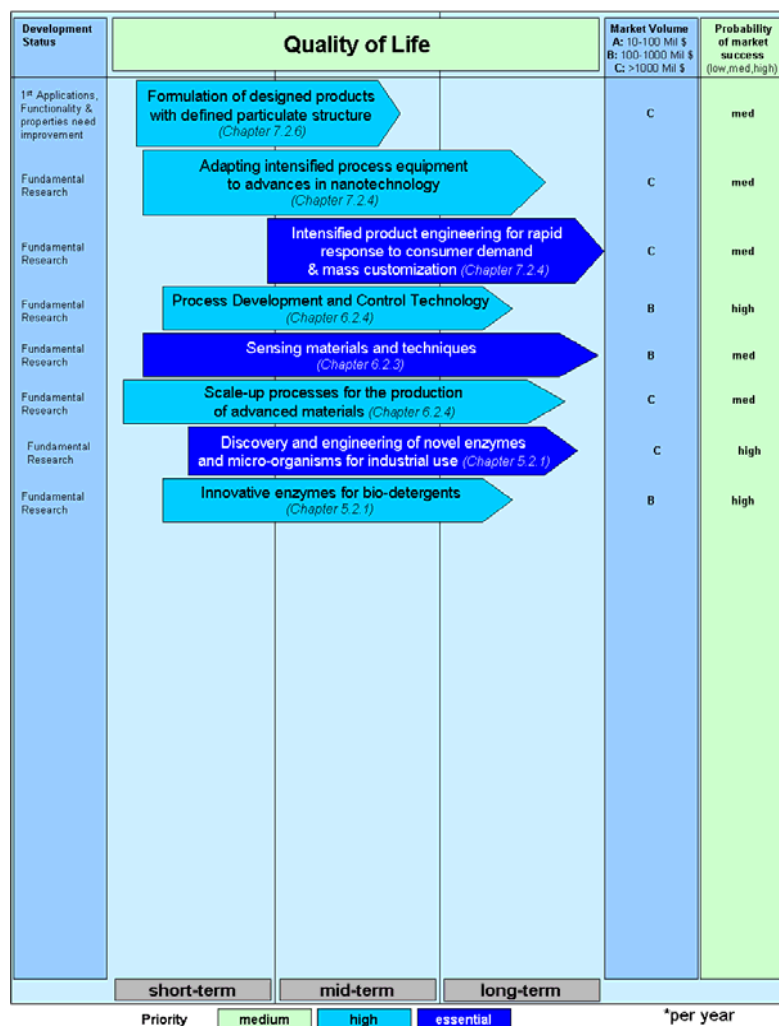 Development
Status
Quality of Life
Market Volume
A: 10-100 Mil $
B: 100-1000 Mil $
C: >1000 Mil $
Probability
of market
success
(low,med,high)
1st Applications,
Functionality &
properties need
improvement
Formulation of designed products
with defined particulate structure
(Chapter 7.2.6)
C
med
Fundamental
Research
Adapting intensified process equipment
to advances in nanotechnology
(Chapter 7.2.4)
C
med
Fundamental
Research
Intensified product engineering for rapid
response to consumer demand
& mass customization (Chapter 7.2.4)
C
med
Fundamental
Research
Process Development and Control Technology
(Chapter 6.2.4)
B
high
Fundamental
Research
Sensing materials and techniques
(Chapter 6.2.3)
B
med
Fundamental
Research
Scale-up processes for the production
of advanced materials (Chapter 6.2.4)
C
med
Fundamental
Research
Discovery and engineering of novel enzymes
and micro-organisms for industrial use (Chapter 5.2.1)
C
high
Fundamental
Research
Innovative enzymes for bio-detergents
(Chapter 5.2.1)
B
high
short-term
mid-term
long-term
Priority
medium
high
essential
*per year